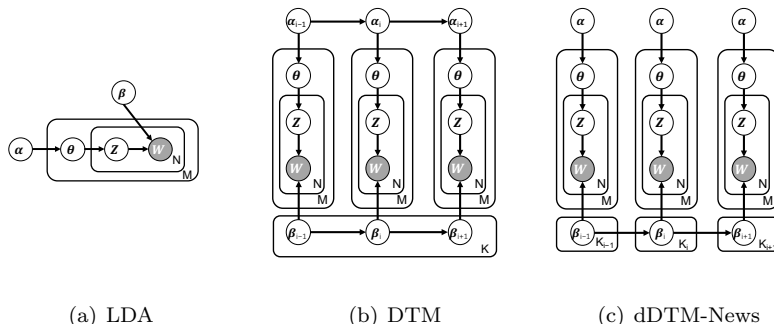 α θ Z W N M β
α_{i-1} α_i α_{i+1}
θ θ θ
Z Z Z
W W W
N N N
M M M
β_{i-1} β_i β_{i+1}
K
α α α
θ θ θ
Z Z Z
W W W
N N N
M M M
β_{i-1} K_{i-1} β_i K_i β_{i+1} K_{i+1}
(a) LDA (b) DTM (c) dDTM-News